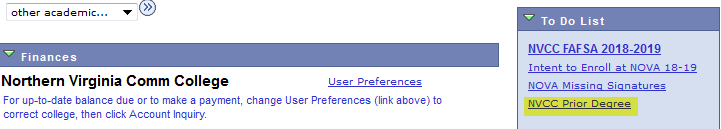 other academic...
Finances
Northern Virginia Comm College
User Preferences
For up-to-date balance due or to make a payment, change User Preferences (link above) to
correct college, then click Account Inquiry.
To Do List
NVCC FAFSA 2018-2019
Intent to Enroll at NOVA 18-19
NOVA Missing Signatures
NVCC Prior Degree